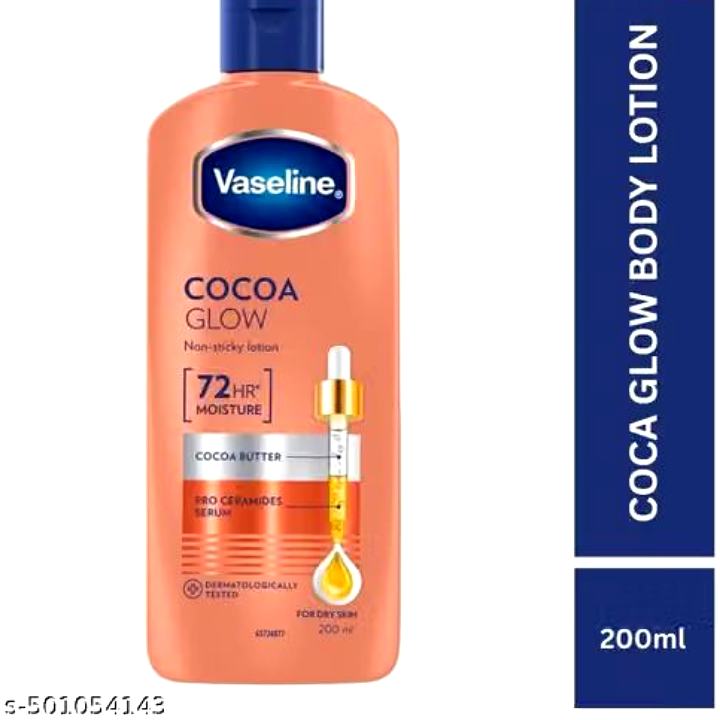 Vaseline®
COCOA
GLOW
Non-sticky lotion
72HR*
MOISTURE
COCOA BUTTER
PRO CERAMIDES
SERUM
DERMATOLOGICALLY
TESTED
FOR DRY SKIN
200 ml
COCA GLOW BODY LOTION
200ml
s-501054143